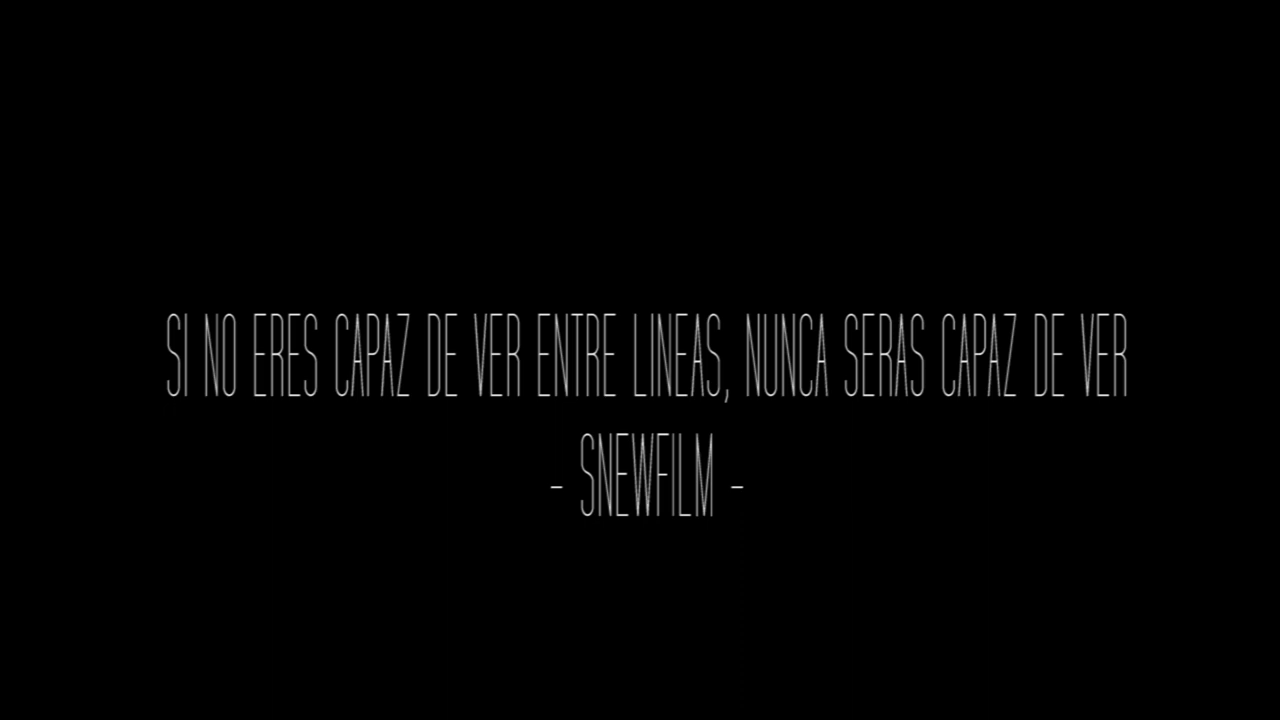 SI NO ERES CAPAZ DE VER ENTRE LINEAS, NUNCA SERAS CAPAZ DE VER
- SNEWFILM -